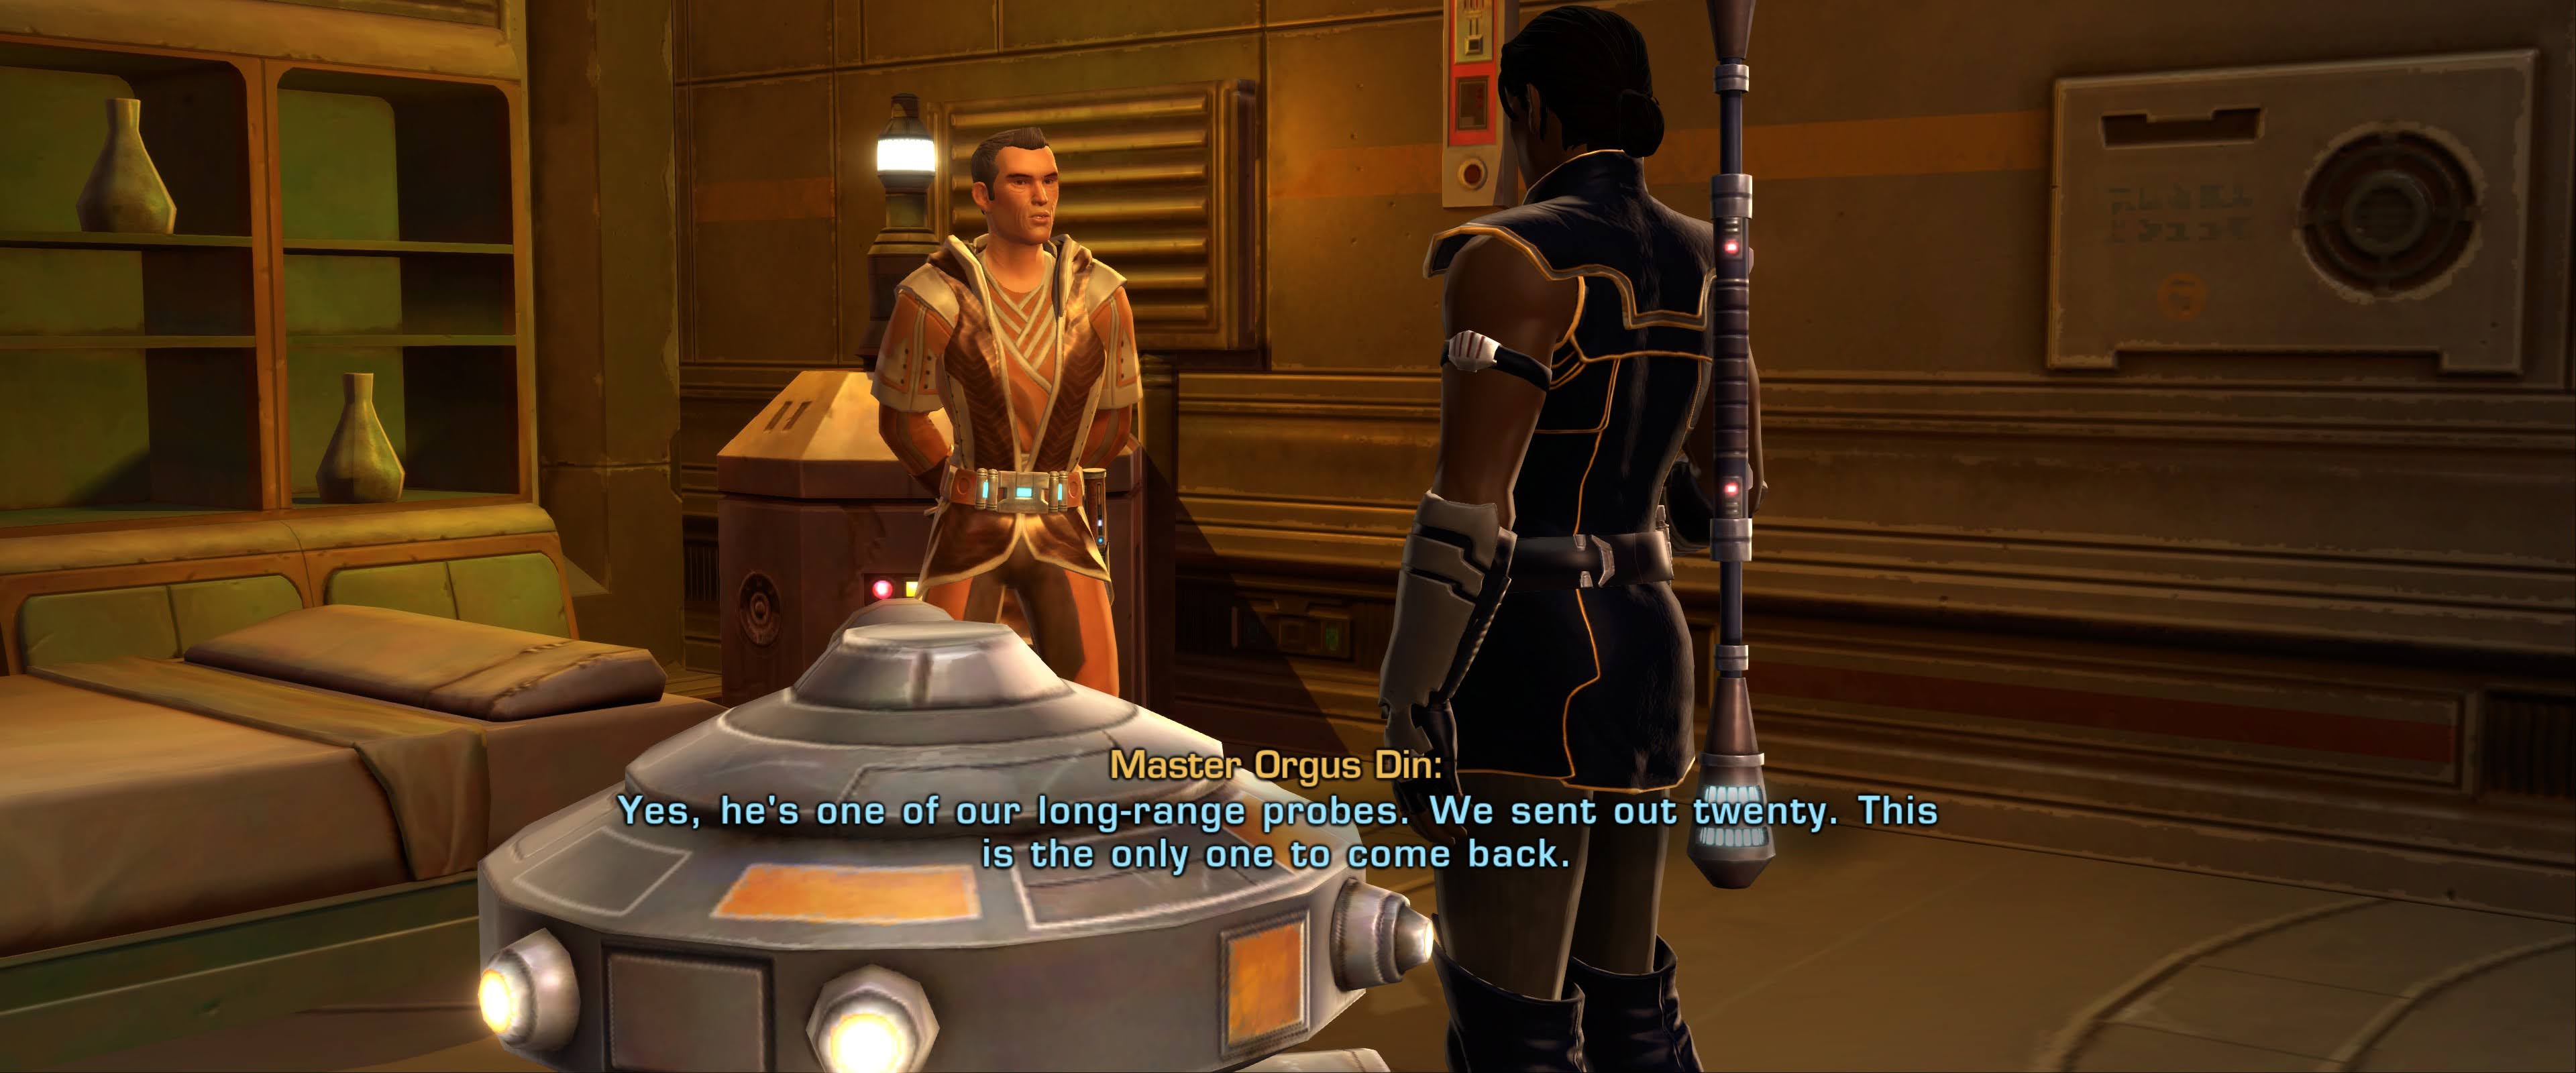 Master Orgus Din:
Yes, he's one of our long-range probes. We sent out twenty. This
is the only one to come back.